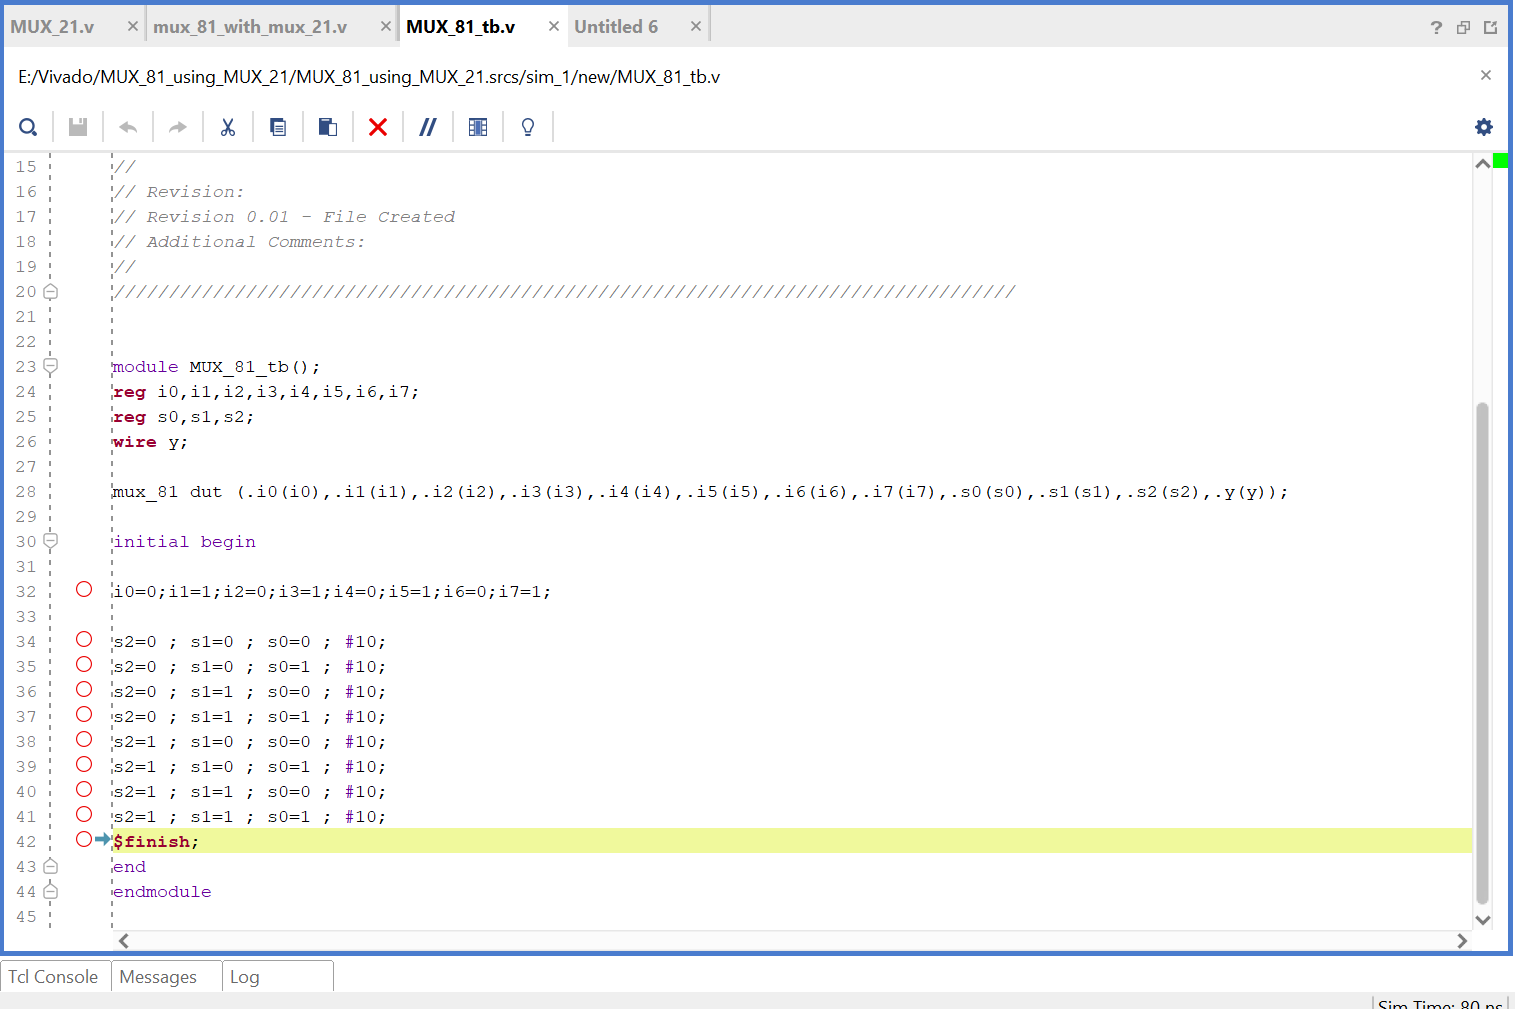 MUX_21.v × mux_81_with_mux_21.v × MUX_81_tb.v × Untitled 6 × ?
E:/Vivado/MUX_81_using_MUX_21/MUX_81_using_MUX_21.srcs/sim_1/new/MUX_81_tb.v ×
15 //
16 // Revision:
17 // Revision 0.01 - File Created
18 // Additional Comments:
19 //
20 //////////////////////////////////////////////////////////////////////////////////
21
22
23 module MUX_81_tb();
24 reg i0,i1,i2,i3,i4,i5,i6,i7;
25 reg s0,s1,s2;
26 wire y;
27
28 mux_81 dut (.i0(i0),.i1(i1),.i2(i2),.i3(i3),.i4(i4),.i5(i5),.i6(i6),.i7(i7),.s0(s0),.s1(s1),.s2(s2),.y(y));
29
30 initial begin
31
32 i0=0;i1=1;i2=0;i3=1;i4=0;i5=1;i6=0;i7=1;
33
34 s2=0 ; s1=0 ; s0=0 ; #10;
35 s2=0 ; s1=0 ; s0=1 ; #10;
36 s2=0 ; s1=1 ; s0=0 ; #10;
37 s2=0 ; s1=1 ; s0=1 ; #10;
38 s2=1 ; s1=0 ; s0=0 ; #10;
39 s2=1 ; s1=0 ; s0=1 ; #10;
40 s2=1 ; s1=1 ; s0=0 ; #10;
41 s2=1 ; s1=1 ; s0=1 ; #10;
42 $finish;
43 end
44 endmodule
45
Tcl Console Messages Log
Sim Time: 80 ns